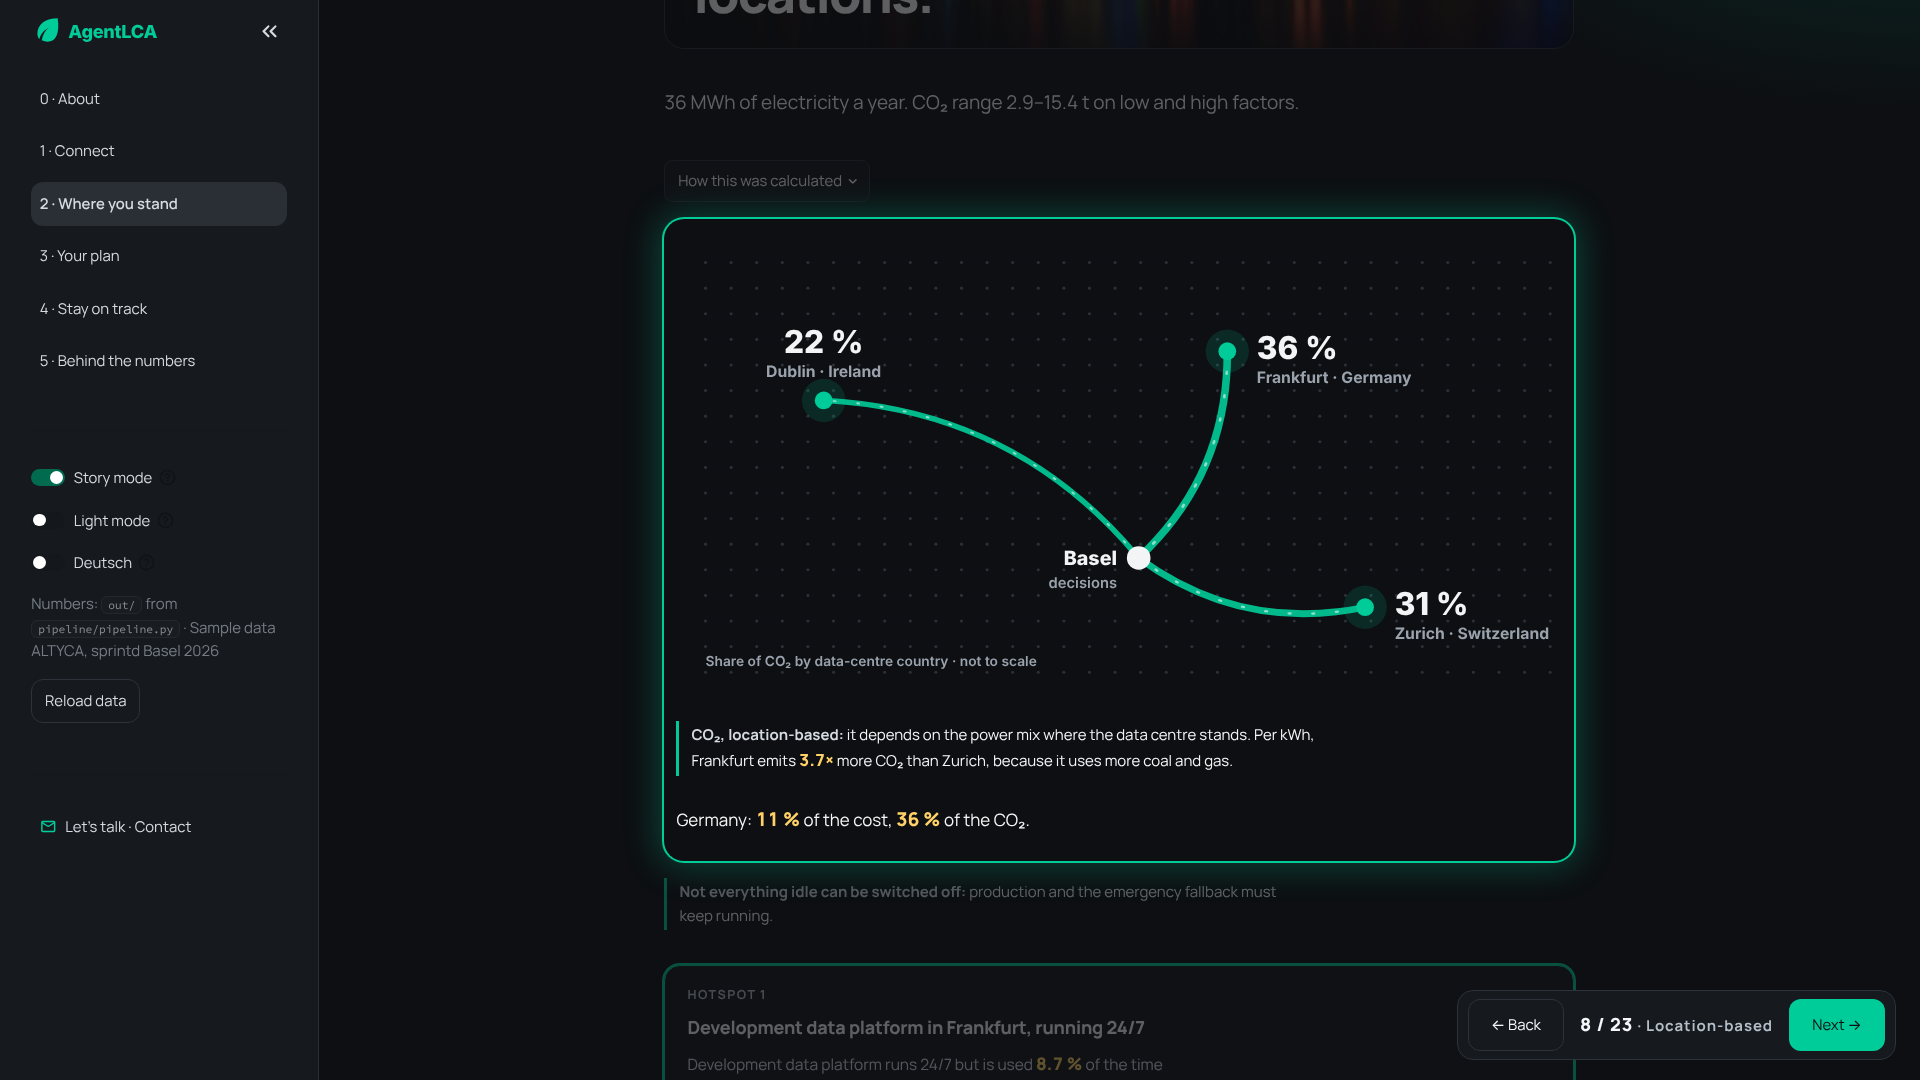 AgentLCA
0 · About
1 · Connect
2 · Where you stand
3 · Your plan
4 · Stay on track
5 · Behind the numbers
Story mode
Light mode
Deutsch
Numbers: out/ from
pipeline/pipeline.py · Sample data
ALTYCA, sprintd Basel 2026
Reload data
Let's talk · Contact
locations.
36 MWh of electricity a year. CO₂ range 2.9–15.4 t on low and high factors.
How this was calculated
22 %
Dublin · Ireland
36 %
Frankfurt · Germany
Basel
decisions
31 %
Zurich · Switzerland
Share of CO₂ by data-centre country · not to scale
CO₂, location-based: it depends on the power mix where the data centre stands. Per kWh,
Frankfurt emits 3.7× more CO₂ than Zurich, because it uses more coal and gas.
Germany: 11 % of the cost, 36 % of the CO₂.
Not everything idle can be switched off: production and the emergency fallback must
keep running.
HOTSPOT 1
Development data platform in Frankfurt, running 24/7
Development data platform runs 24/7 but is used 8.7 % of the time
← Back
8 / 23 · Location-based
Next →